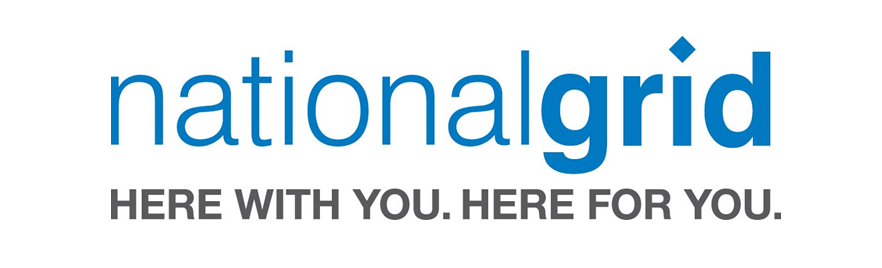 nationalgrid
HERE WITH YOU. HERE FOR YOU.